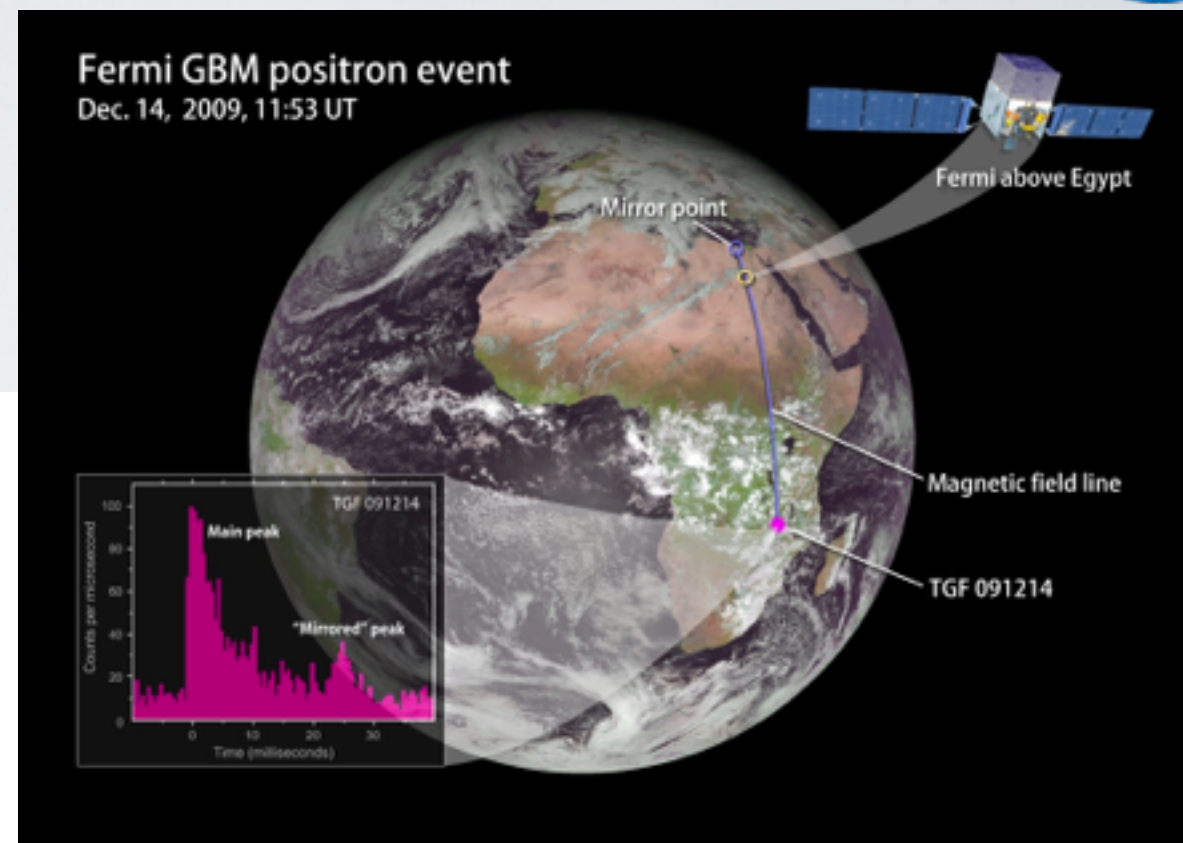 Fermi GBM positron event
Dec. 14, 2009, 11:53 UT
Fermi above Egypt
Mirror point
Magnetic field line
TGF 091214
TGF 091214
Main peak
"Mirrored" peak
Counts per microsecond
100
80
60
40
20
0
0 10 20 30
Time (milliseconds)